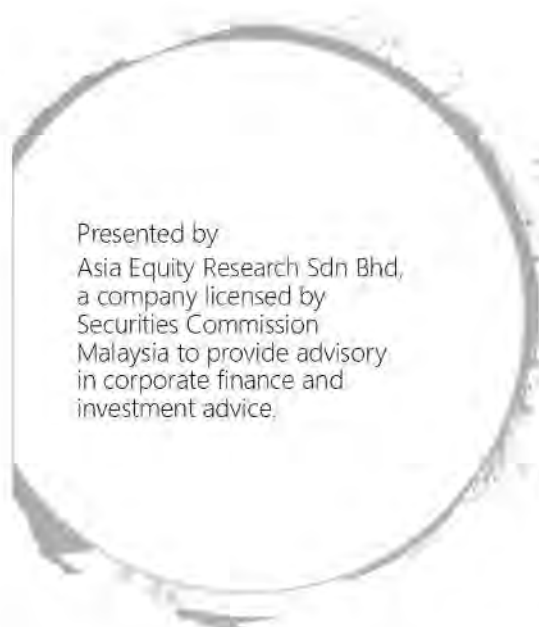 Presented by
Asia Equity Research Sdn Bhd,
a company licensed by
Securities Commission
Malaysia to provide advisory
in corporate finance and
investment advice.